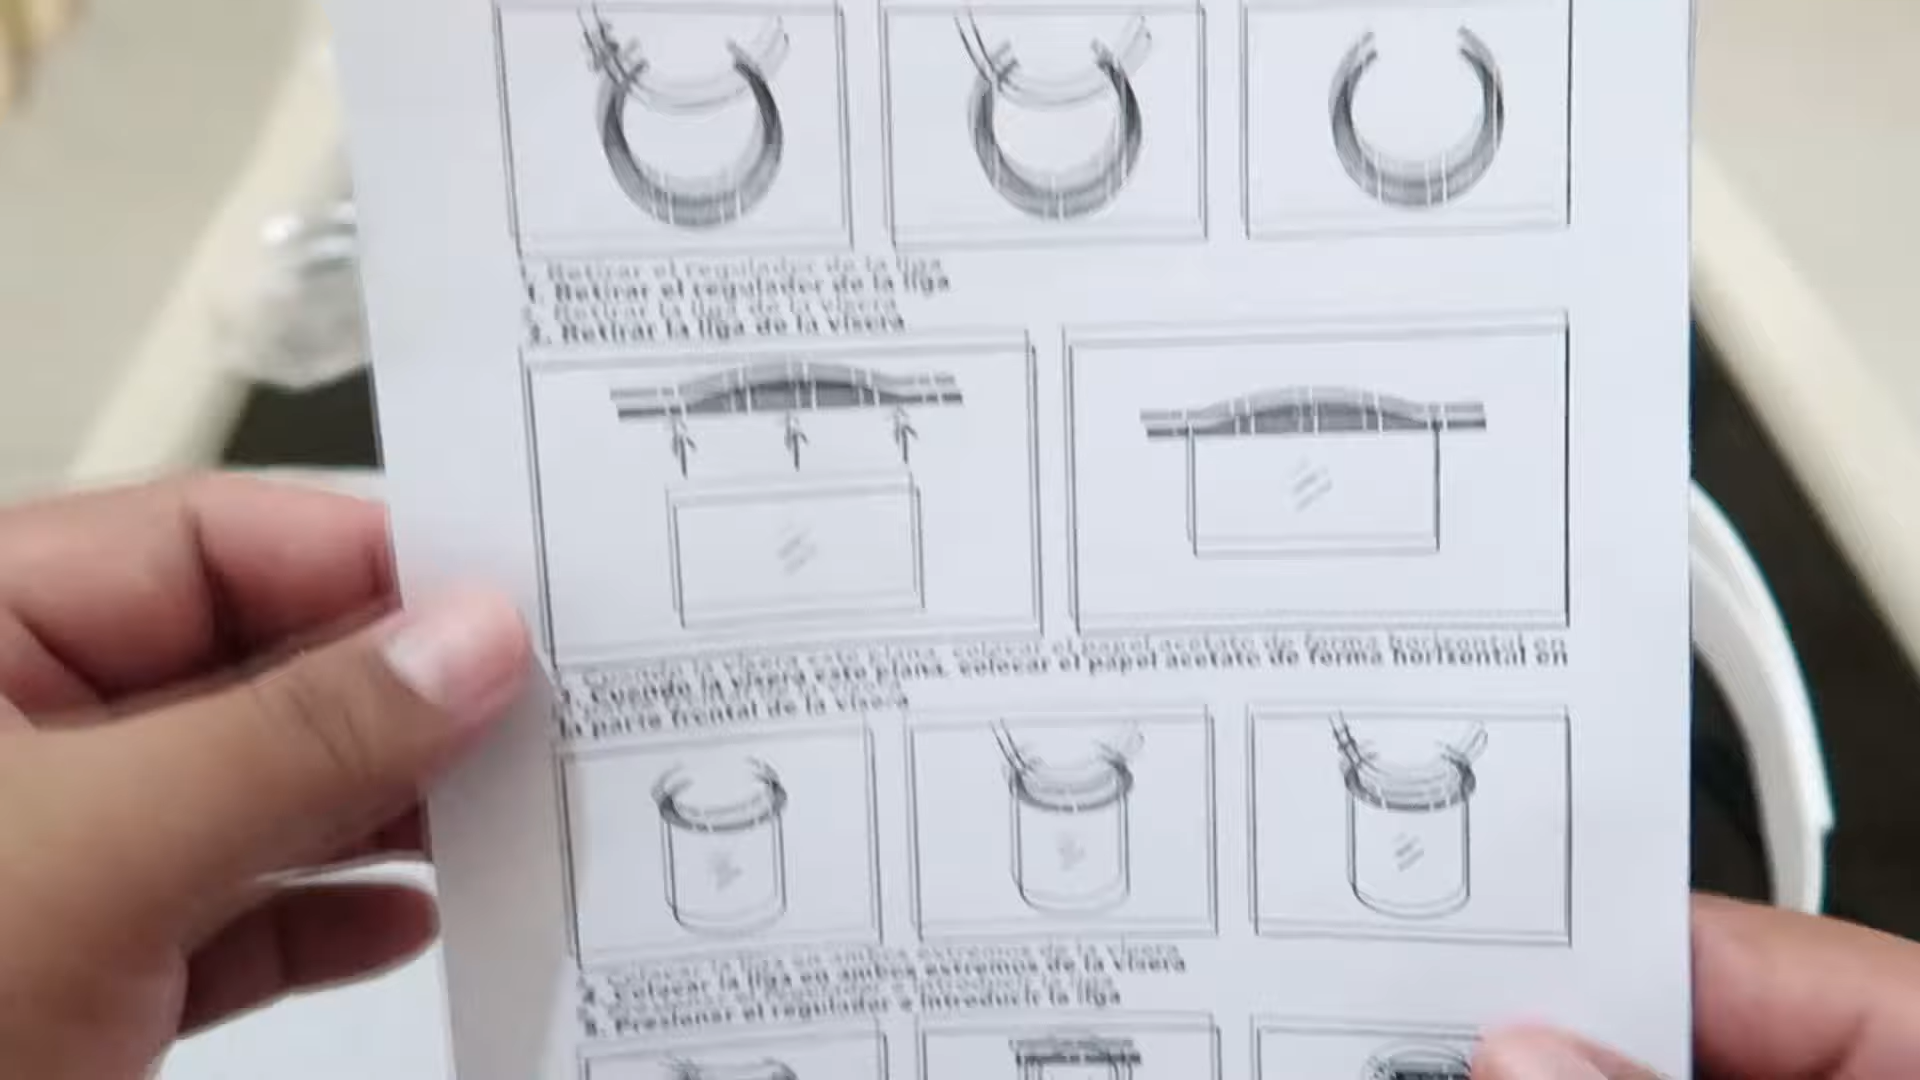 1. Retirar el regulador de la liga
2. Retirar la liga de la visera
3. Cuando la visera este plana, colocar el papel acetato de forma horizontal en
la parte frontal de la visera
4. Colocar la liga en ambos extremos de la visera
5. Presionar el regulador e introducir la liga